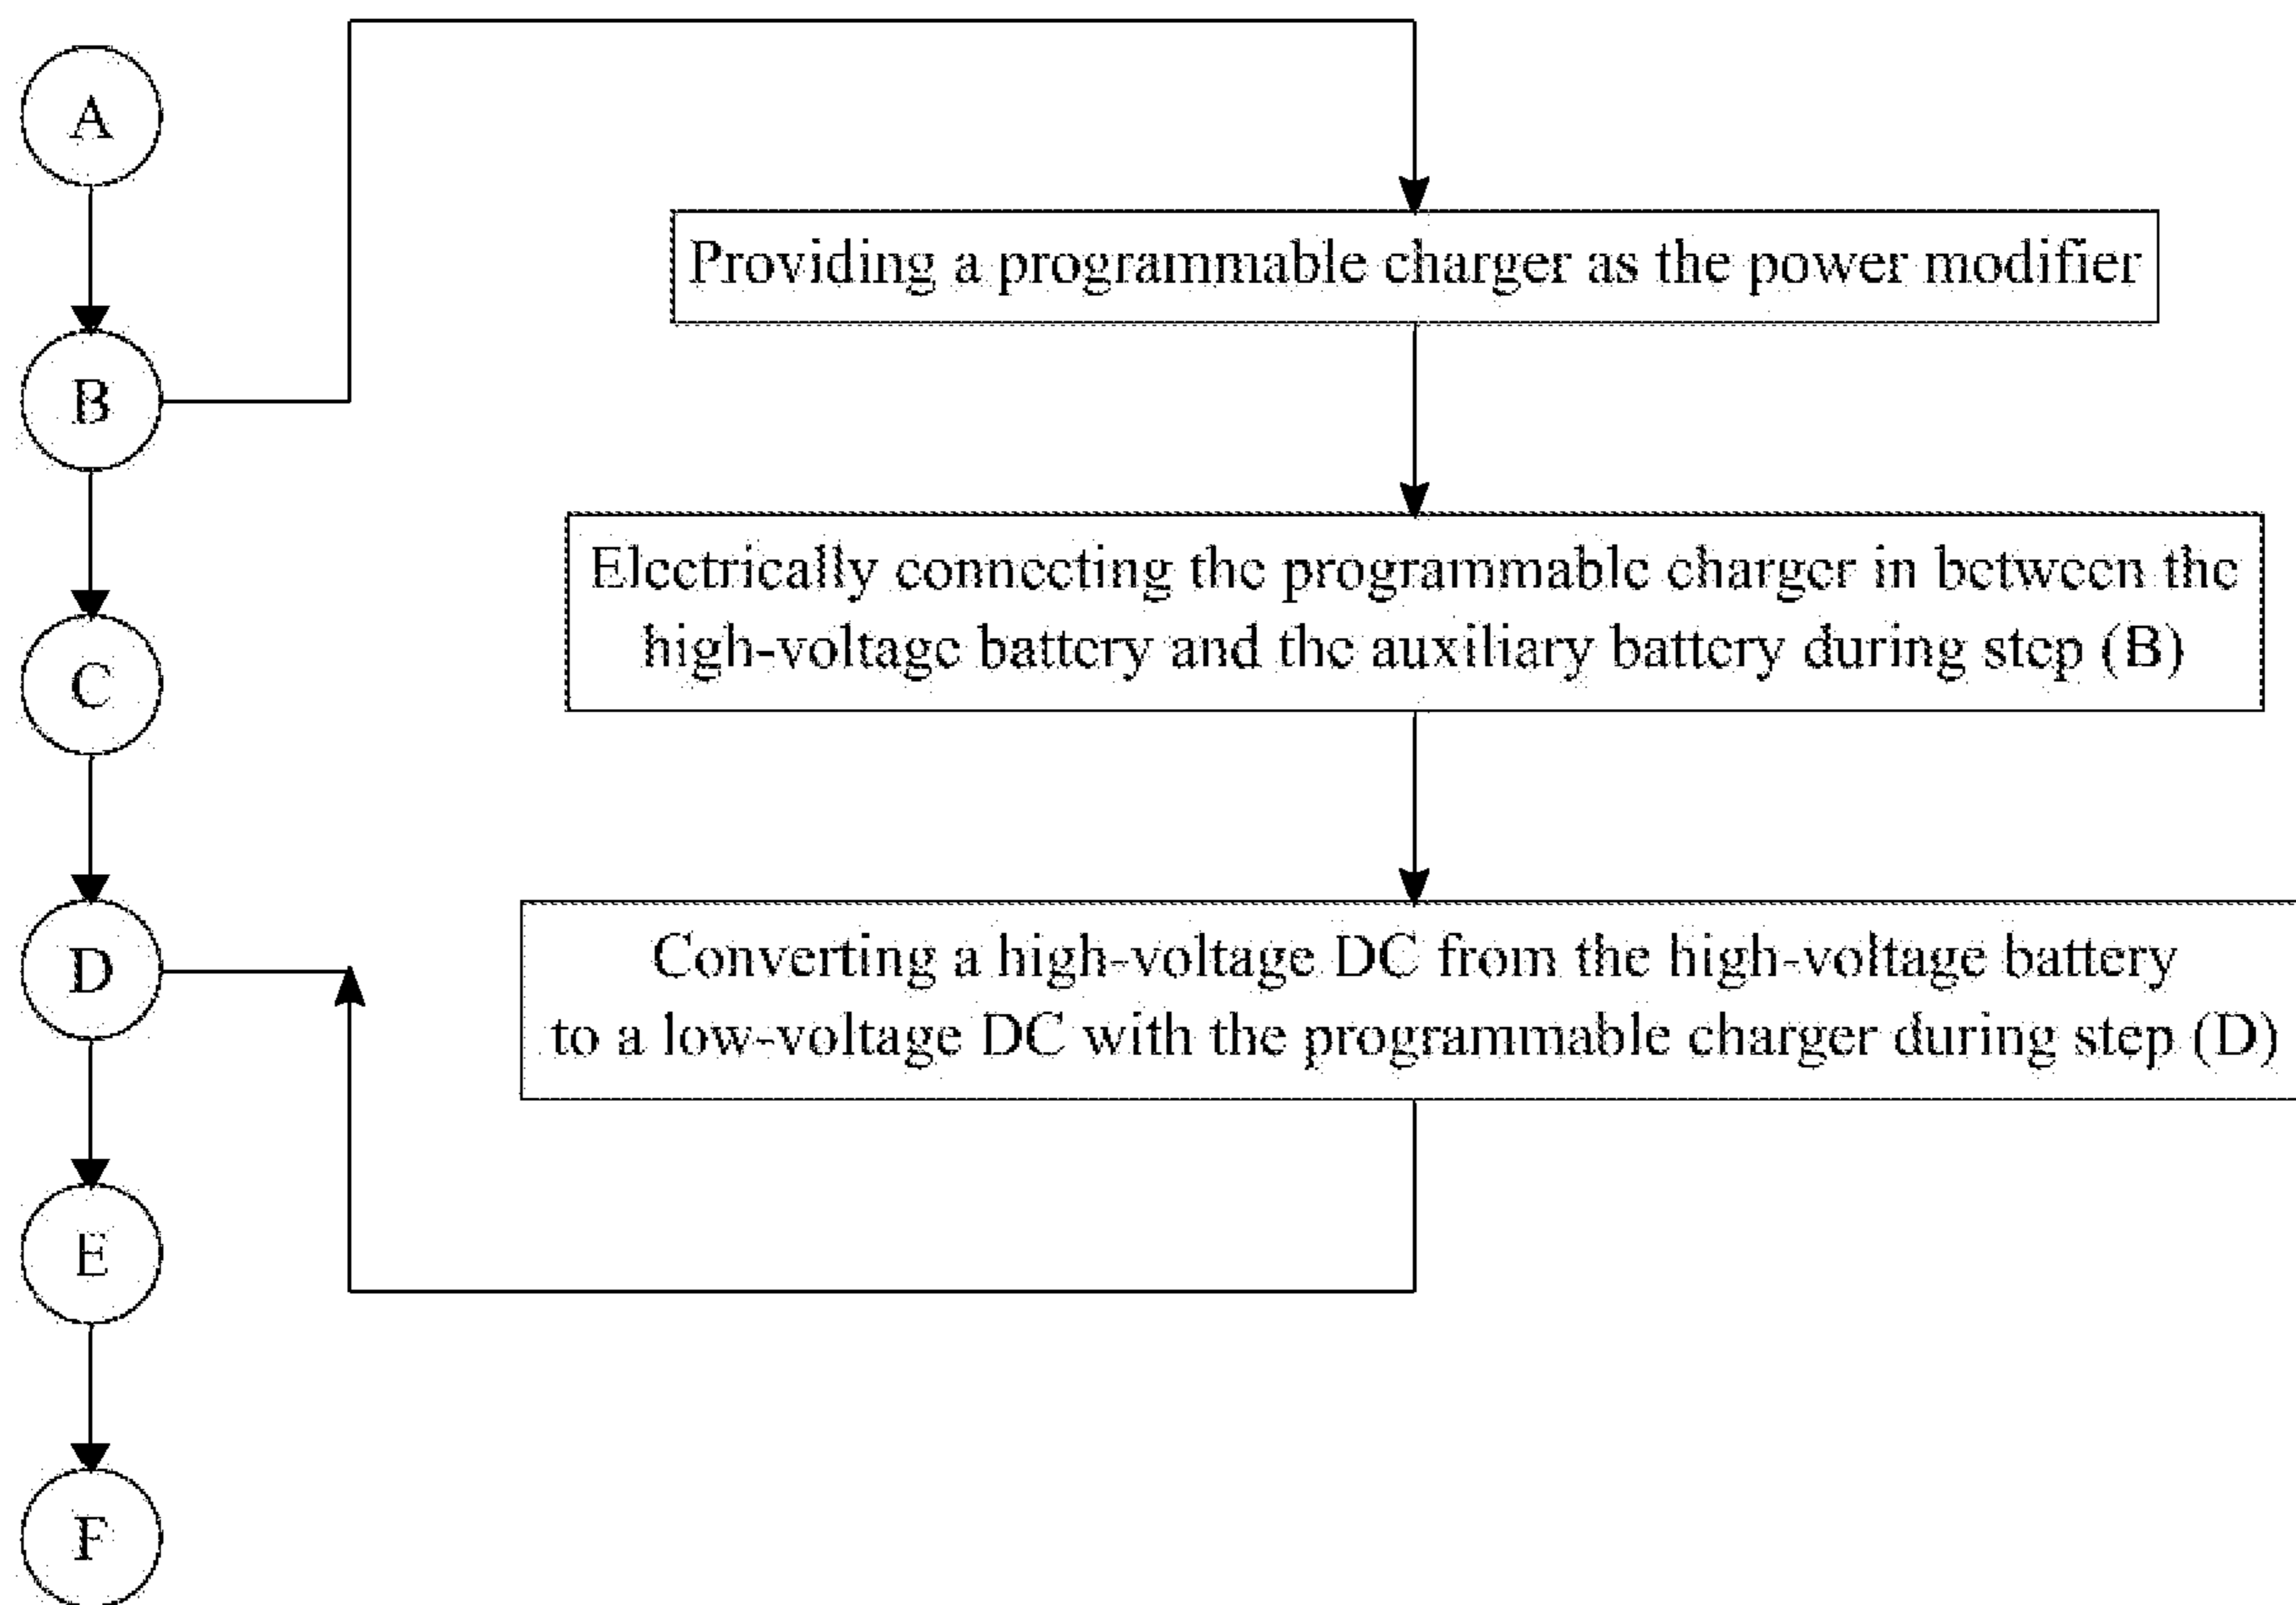 A
B
C
D
E
F
Providing a programmable charger as the power modifier
Electrically connecting the programmable charger in between the
high-voltage battery and the auxiliary battery during step (B)
Converting a high-voltage DC from the high-voltage battery
to a low-voltage DC with the programmable charger during step (D)